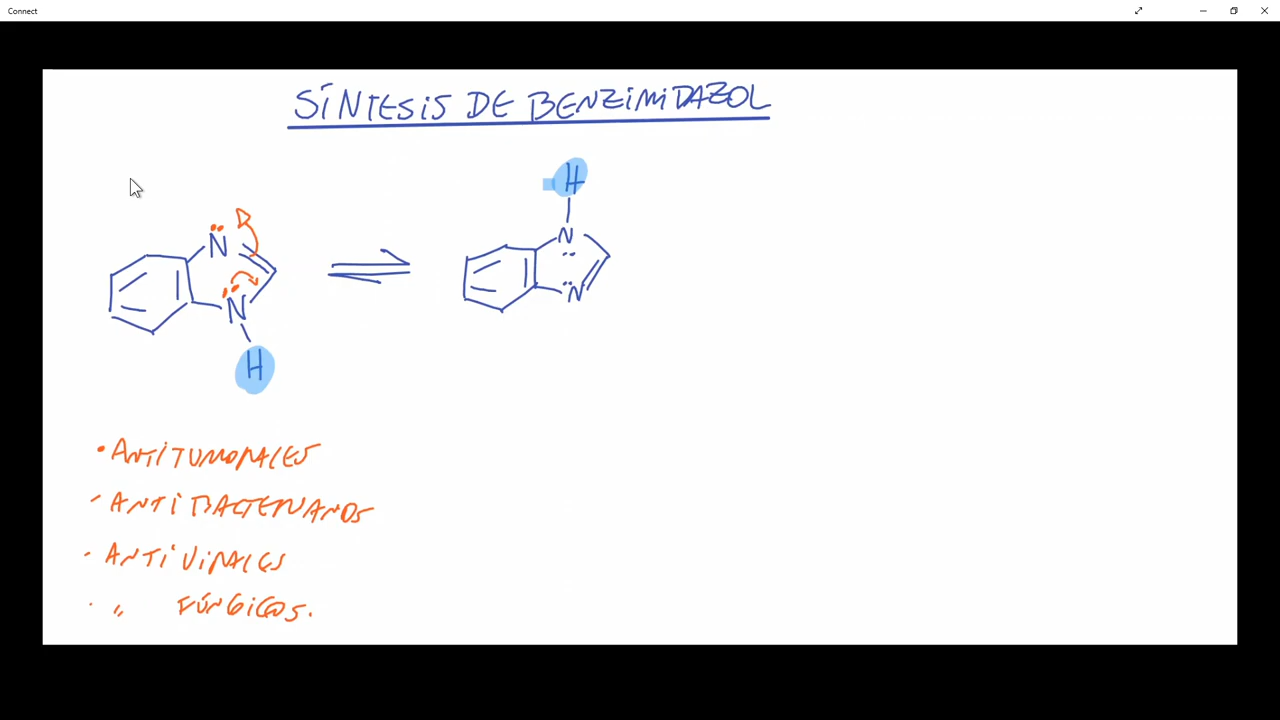 Connect
SÍNTESIS DE BENZIMIDAZOL
H
N
N
H
N
N
H
• ANTITUMORALES
- ANTIBACTERIANOS
- ANTIVIRALES
· " FÚNGICOS.